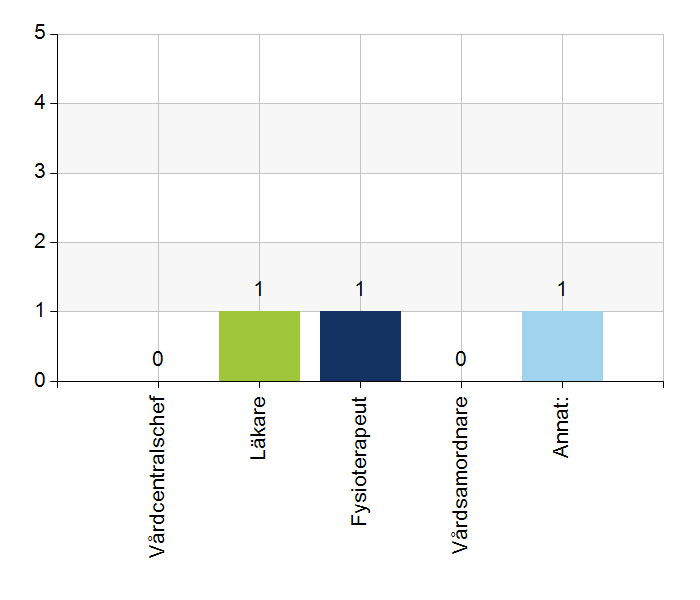 5
4
3
2
1
0
0
1
1
0
1
Vårdcentralschef
Läkare
Fysioterapeut
Vårdsamordnare
Annat: